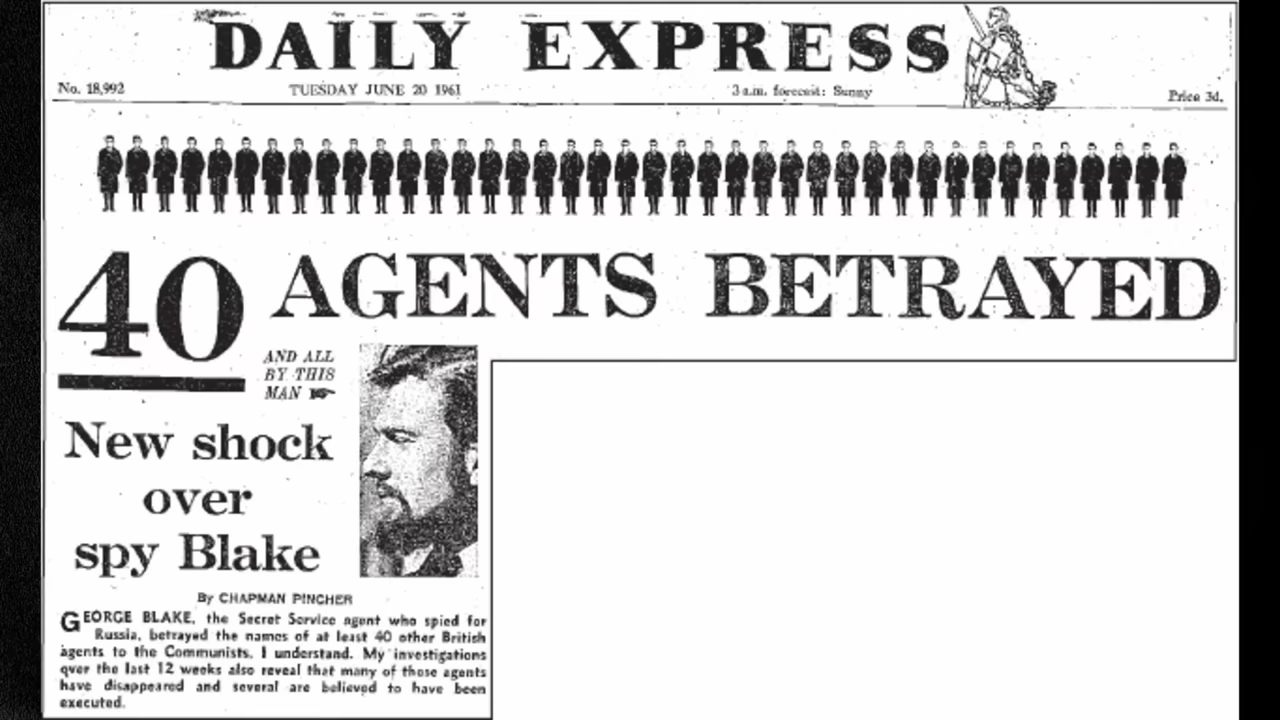 DAILY EXPRESS
No. 18,992
TUESDAY JUNE 20 1961
3 a.m. forecast: Sunny
Price 3d.
40 AGENTS BETRAYED
AND ALL
BY THIS
MAN
New shock
over
spy Blake
By CHAPMAN PINCHER
GEORGE BLAKE, the Secret Service agent who spied for
Russia, betrayed the names of at least 40 other British
agents to the Communists, I understand. My investigations
over the last 12 weeks also reveal that many of those agents
have disappeared and several are believed to have been
executed.